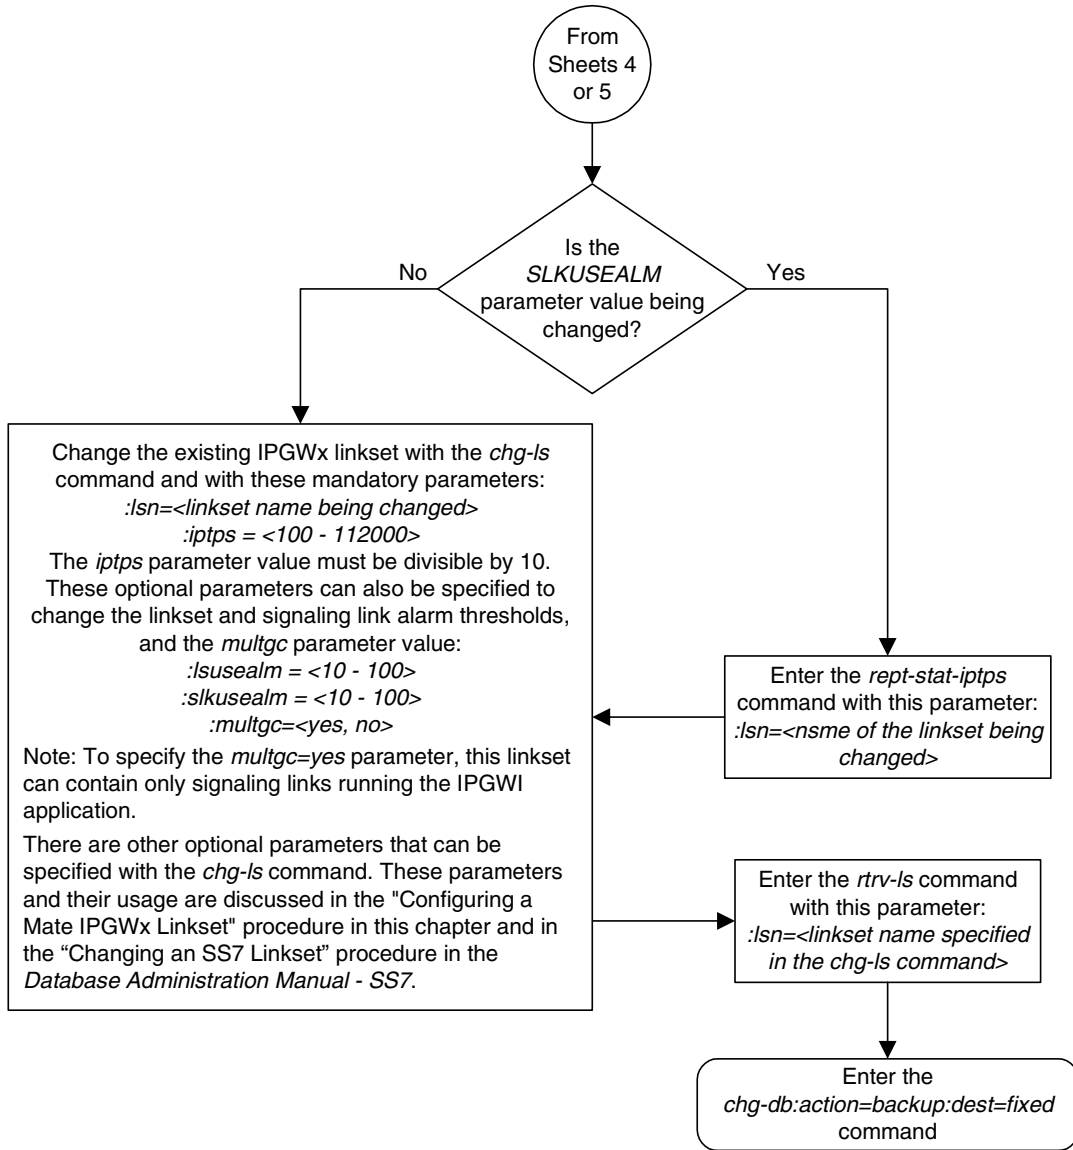 From
Sheets 4
or 5
Is the
SLKUSEALM
parameter value being
changed?
No
Yes
Change the existing IPGWx linkset with the chg-ls
command and with these mandatory parameters:
:lsn=<linkset name being changed>
:iptps = <100 - 112000>
The iptps parameter value must be divisible by 10.
These optional parameters can also be specified to
change the linkset and signaling link alarm thresholds,
and the multgc parameter value:
:lsusealm = <10 - 100>
:slkusealm = <10 - 100>
:multgc=<yes, no>
Note: To specify the multgc=yes parameter, this linkset
can contain only signaling links running the IPGWI
application.
There are other optional parameters that can be
specified with the chg-ls command. These parameters
and their usage are discussed in the "Configuring a
Mate IPGWx Linkset" procedure in this chapter and in
the “Changing an SS7 Linkset” procedure in the
Database Administration Manual - SS7.
Enter the rept-stat-iptps
command with this parameter:
:lsn=<nsme of the linkset being
changed>
Enter the rtrv-ls command
with this parameter:
:lsn=<linkset name specified
in the chg-ls command>
Enter the
chg-db:action=backup:dest=fixed
command